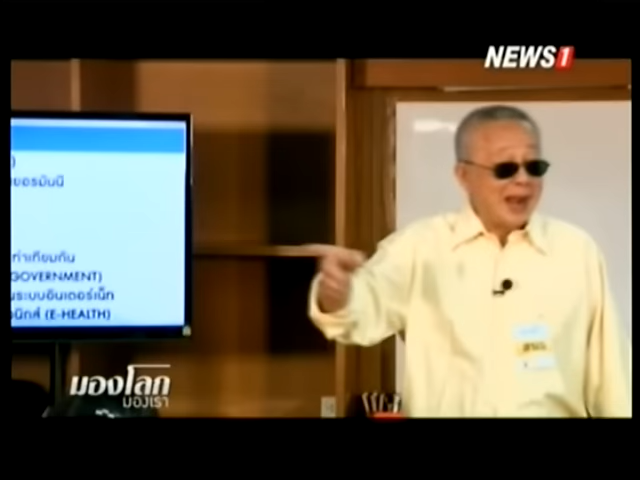 NEWS1
ยอรมันนี
ท่าเทียมกัน
GOVERNMENT)
ระบบอินเตอร์เน็ท
นิกส์ (E-HEALTH)
มองโลก
มองเรา